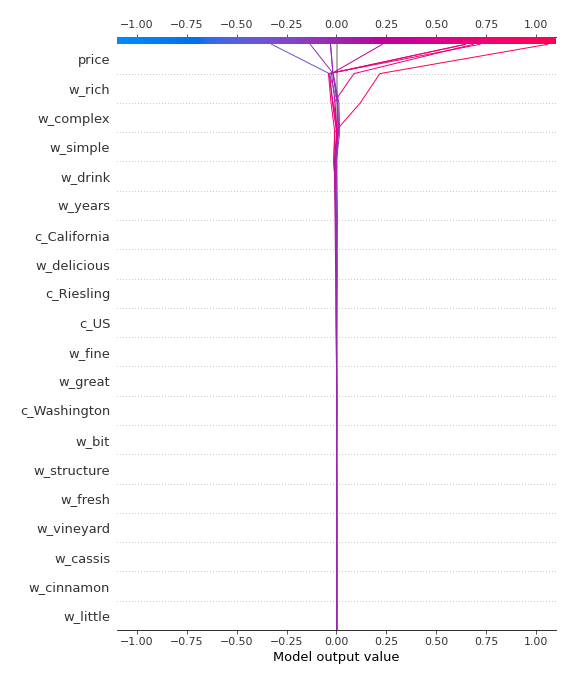 −1.00 −0.75 −0.50 −0.25 0.00 0.25 0.50 0.75 1.00
price
w_rich
w_complex
w_simple
w_drink
w_years
c_California
w_delicious
c_Riesling
c_US
w_fine
w_great
c_Washington
w_bit
w_structure
w_fresh
w_vineyard
w_cassis
w_cinnamon
w_little
−1.00 −0.75 −0.50 −0.25 0.00 0.25 0.50 0.75 1.00
Model output value